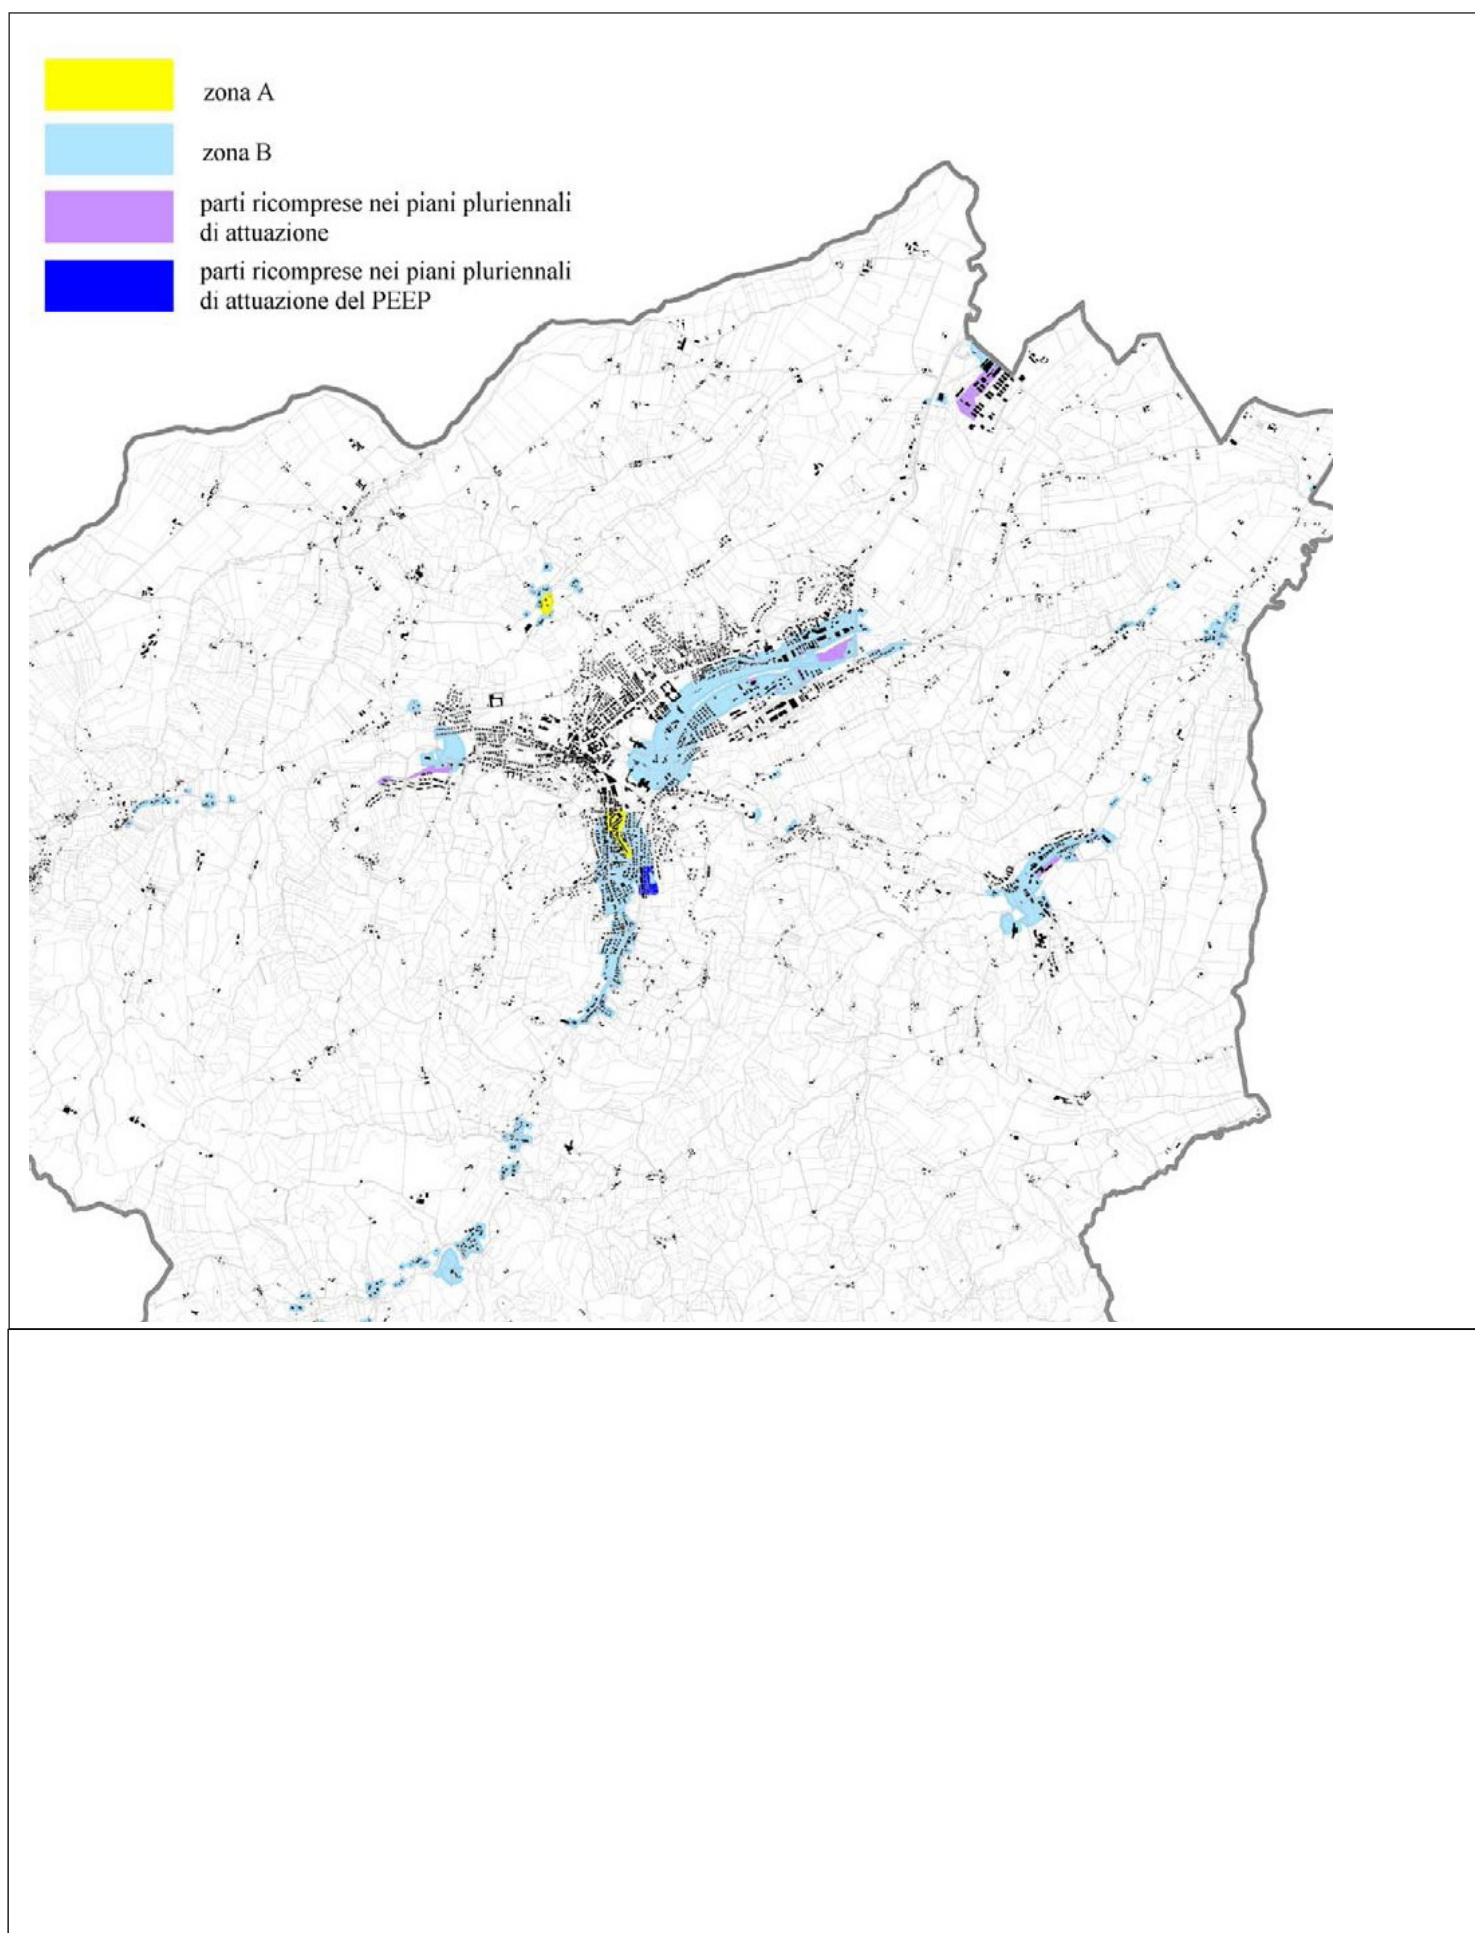 zona A
zona B
parti ricomprese nei piani pluriennali
di attuazione
parti ricomprese nei piani pluriennali
di attuazione del PEEP